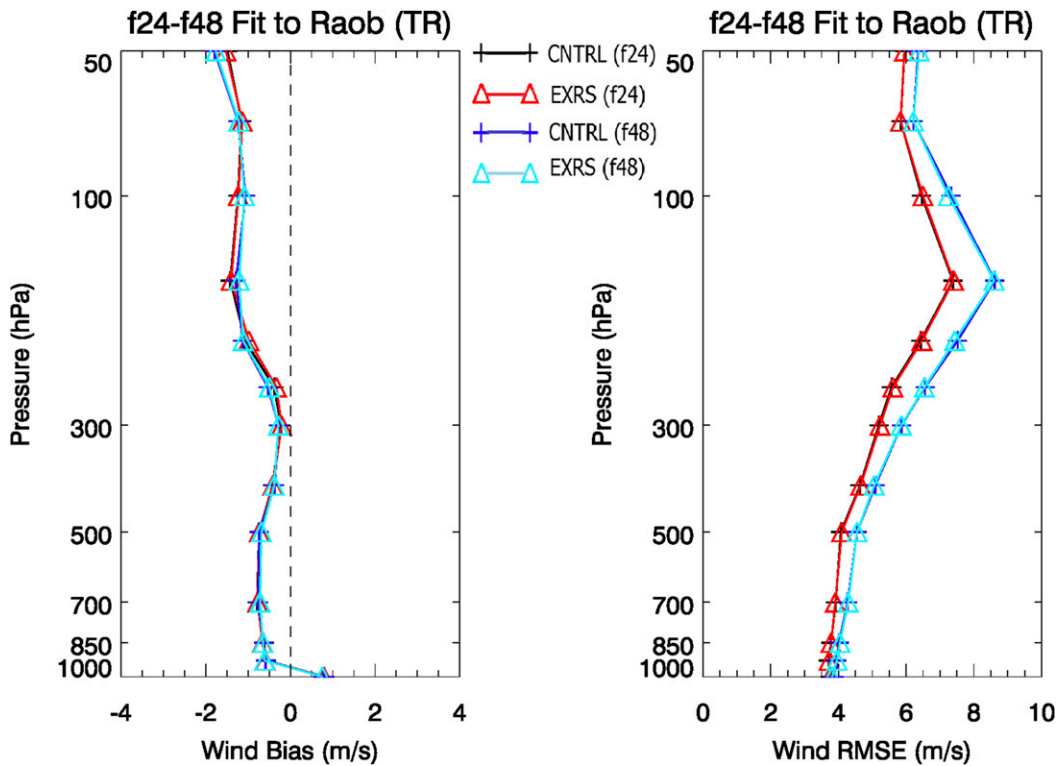 f24-f48 Fit to Raob (TR)
50
100
300
500
700
850
1000
Pressure (hPa)
-4
-2
0
2
4
Wind Bias (m/s)
CNTRL (f24)
EXRS (f24)
CNTRL (f48)
EXRS (f48)
f24-f48 Fit to Raob (TR)
50
100
300
500
700
850
1000
Pressure (hPa)
0
2
4
6
8
10
Wind RMSE (m/s)